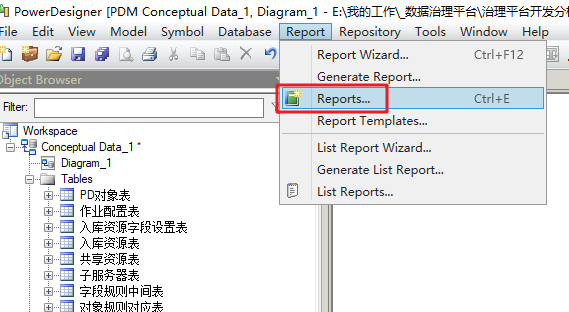 PowerDesigner [PDM Conceptual Data_1, Diagram_1 - E:\我的工作\_数据治理平台\治理平台开发分析
File Edit View Model Symbol Database Report Repository Tools Window Help
Object Browser
Filter:
Workspace
Conceptual Data_1 *
Diagram_1
Tables
PD对象表
作业配置表
入库资源字段设置表
入库资源表
共享资源表
子服务器表
字段规则中间表
对象规则对应表
Report Wizard... Ctrl+F12
Generate Report...
Reports... Ctrl+E
Report Templates...
List Report Wizard...
Generate List Report...
List Reports...